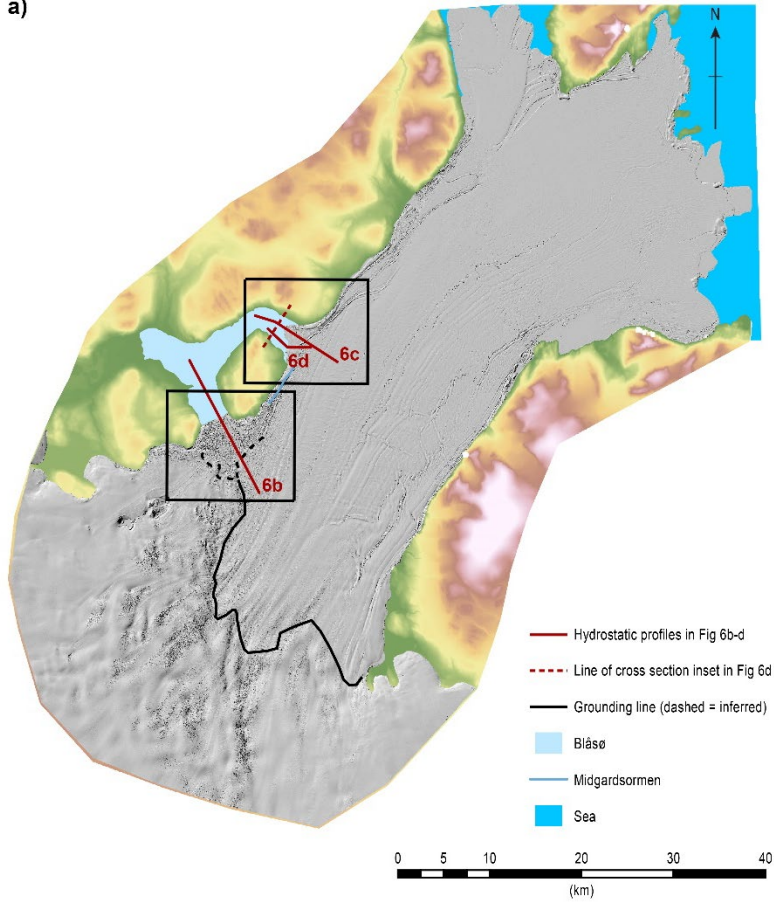 a)
N
6c
6d
6b
Hydrostatic profiles in Fig 6b-d
Line of cross section inset in Fig 6d
Grounding line (dashed = inferred)
Blåsø
Midgardsormen
Sea
0 5 10 20 30 40
(km)